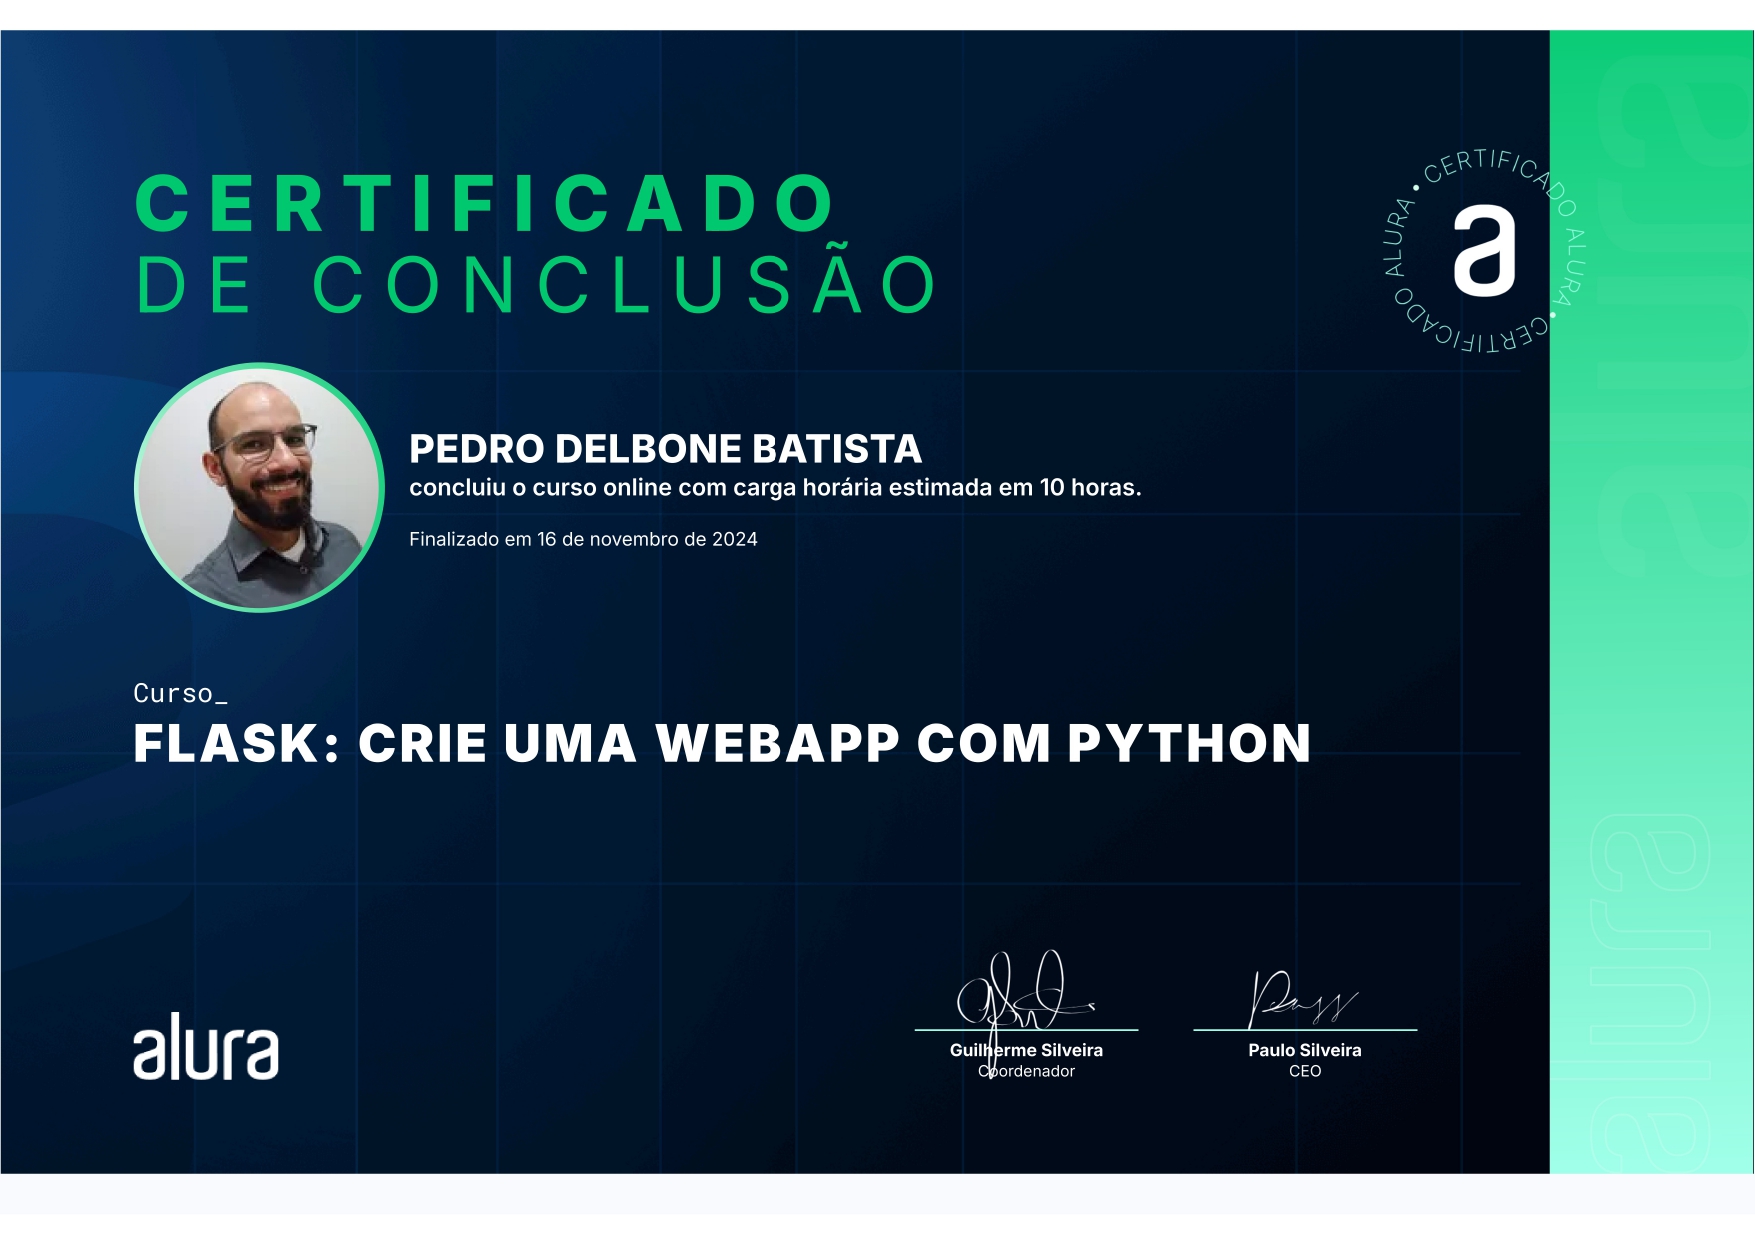 CERTIFICADO
DE CONCLUSÃO
CERTIFICADO ALURA • CERTIFICADO ALURA •
a
PEDRO DELBONE BATISTA
concluiu o curso online com carga horária estimada em 10 horas.
Finalizado em 16 de novembro de 2024
Curso_
FLASK: CRIE UMA WEBAPP COM PYTHON
alura
Guilherme Silveira
Coordenador
Paulo Silveira
CEO
alura
alura